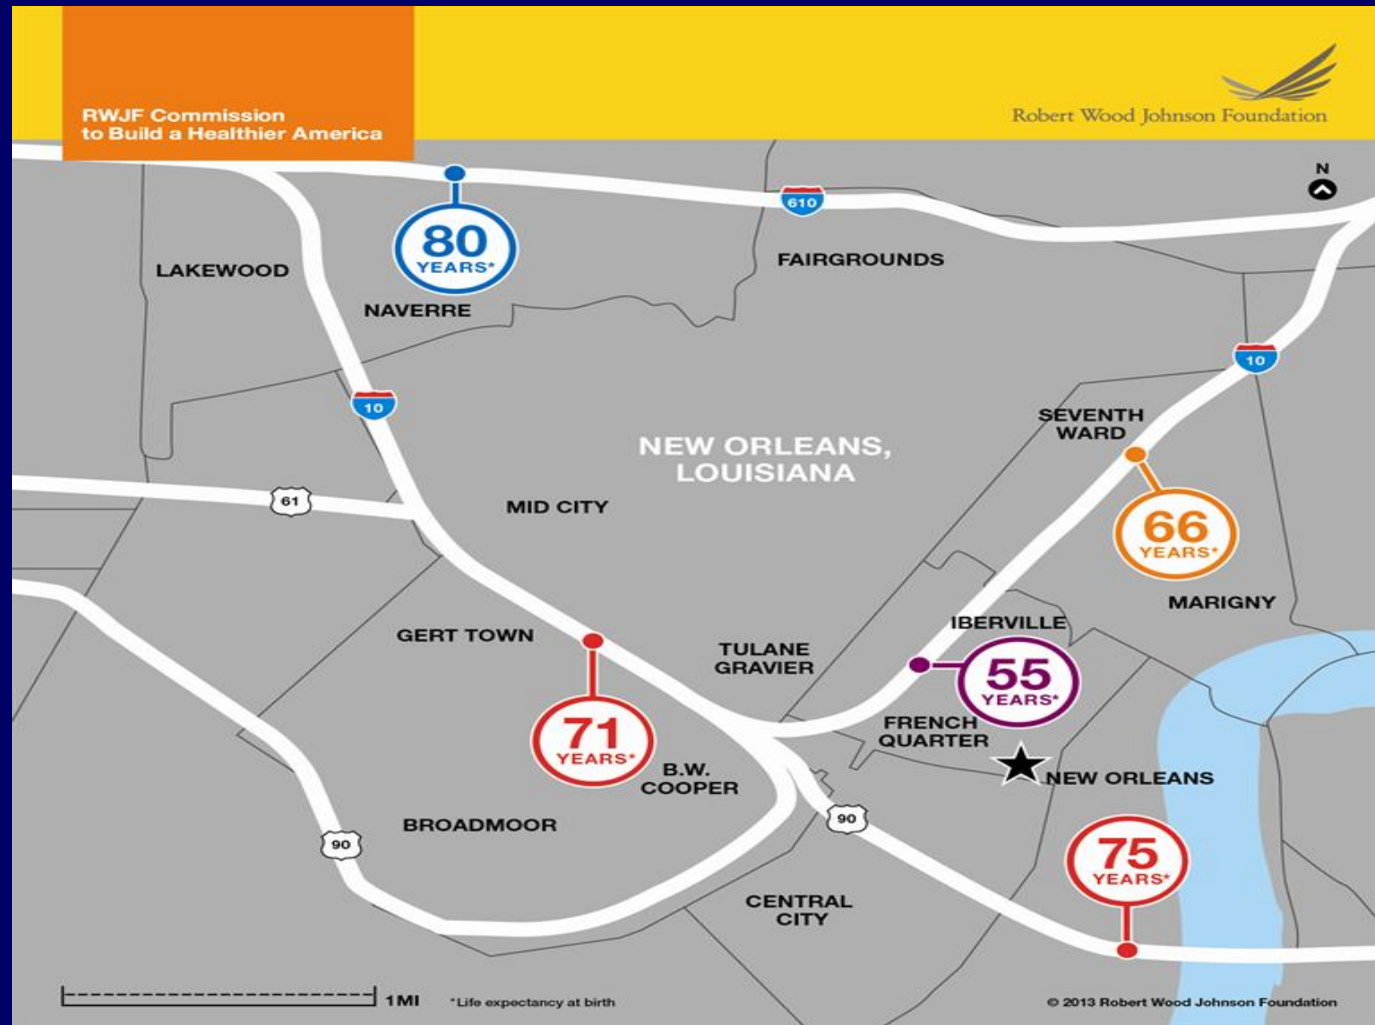 RWJF Commission
to Build a Healthier America
Robert Wood Johnson Foundation
N
610
80
YEARS*
LAKEWOOD
FAIRGROUNDS
NAVERRE
10
10
SEVENTH
WARD
NEW ORLEANS,
LOUISIANA
61
MID CITY
66
YEARS*
MARIGNY
IBERVILLE
GERT TOWN
TULANE
GRAVIER
55
YEARS*
71
YEARS*
FRENCH
QUARTER
B.W.
COOPER
NEW ORLEANS
BROADMOOR
90
90
75
YEARS*
CENTRAL
CITY
1 MI
*Life expectancy at birth
© 2013 Robert Wood Johnson Foundation